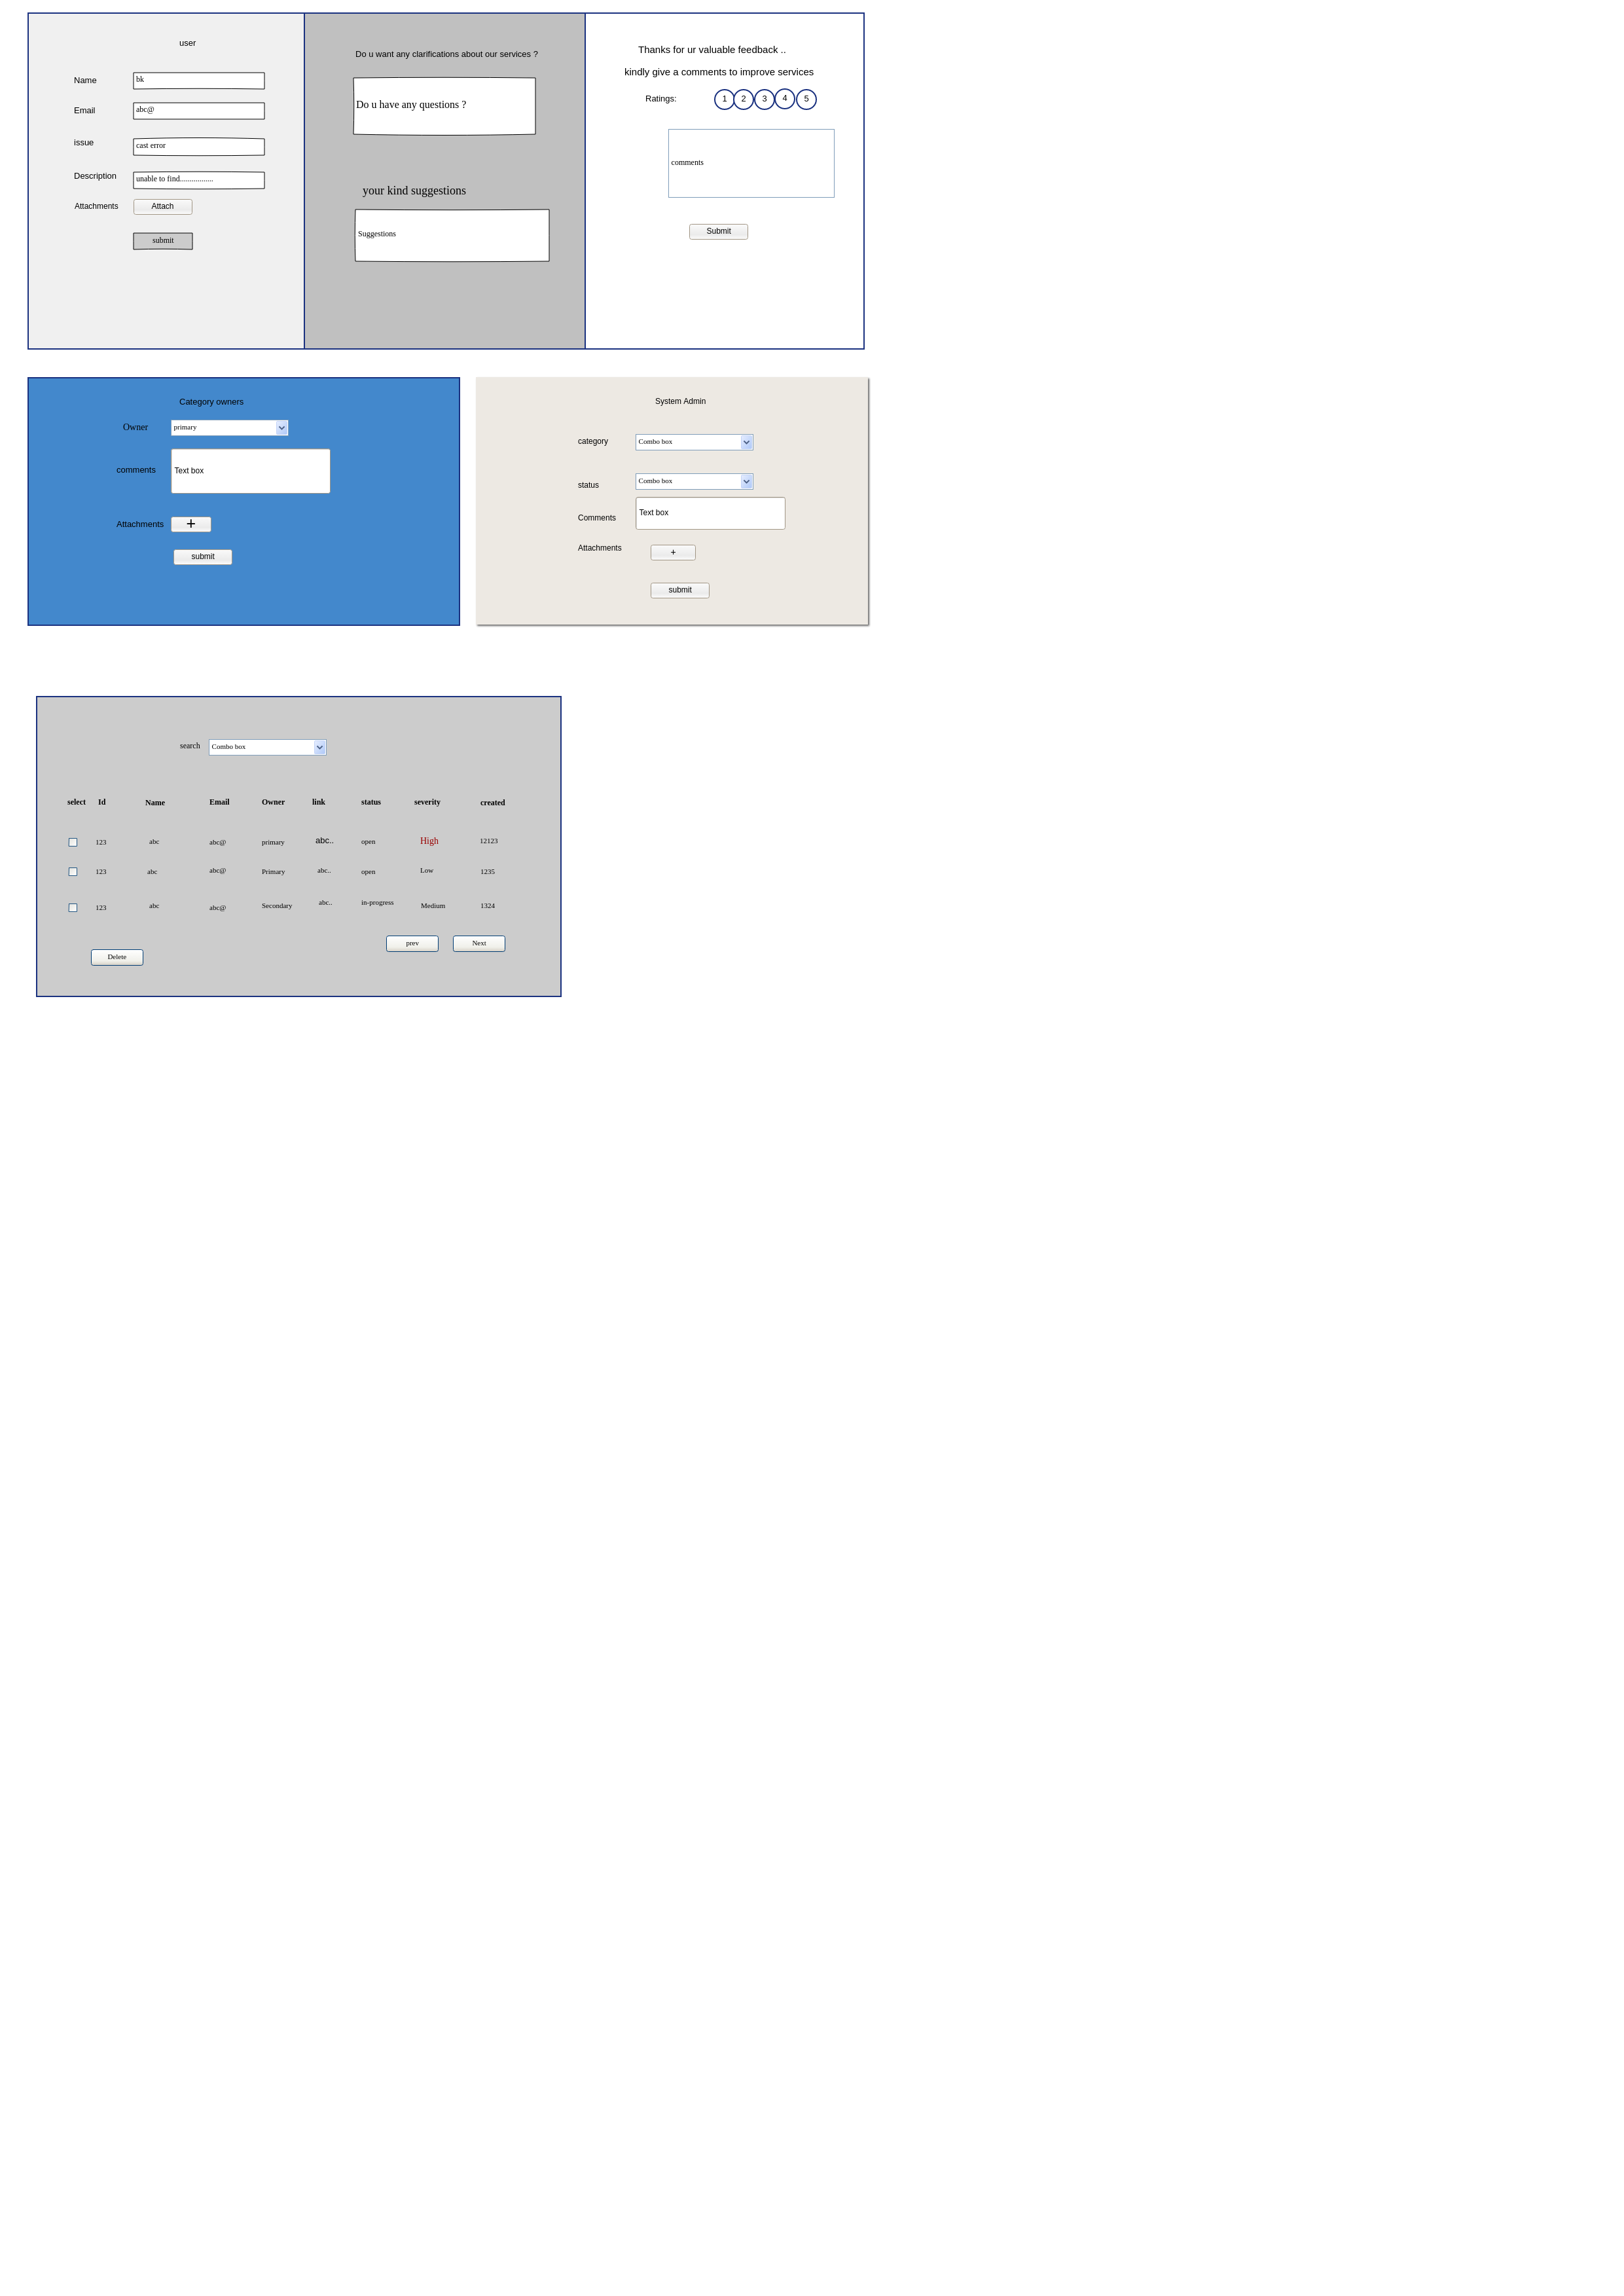 user
Name bk
Email abc@
issue cast error
Description unable to find.................
Attachments Attach
submit
Do u want any clarifications about our services ?
Do u have any questions ?
your kind suggestions
Suggestions
Thanks for ur valuable feedback ..
kindly give a comments to improve services
Ratings: 1 2 3 4 5
comments
Submit
Category owners
Owner primary
comments Text box
Attachments +
submit
System Admin
category Combo box
status Combo box
Comments Text box
Attachments +
submit
search Combo box
select Id Name Email Owner link status severity created
123 abc abc@ primary abc.. open High 12123
123 abc abc@ Primary abc.. open Low 1235
123 abc abc@ Secondary abc.. in-progress Medium 1324
prev Next
Delete